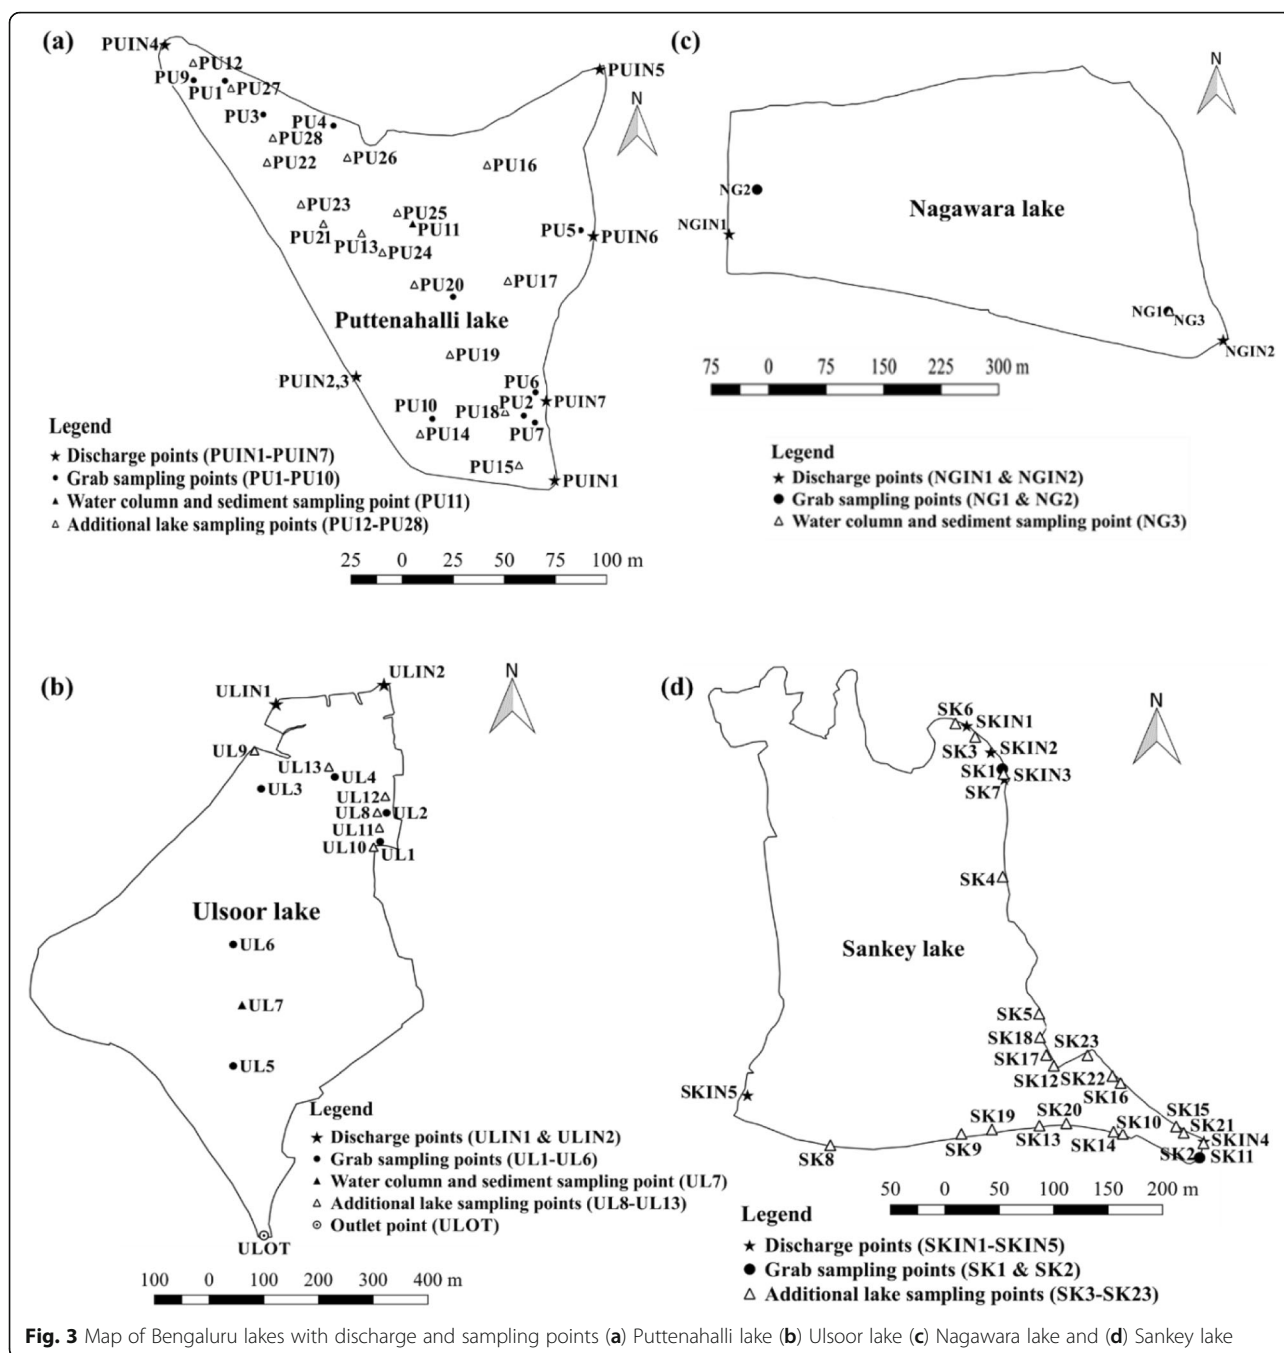 (a)
PUIN4
PU12
PU9
PU1
PU27
PU3
PU4
PU28
PU22
PU26
PU16
PUIN5
N
PU23
PU25
PU21
PU11
PU13
PU24
PU5
PUIN6
PU20
PU17
Puttenahalli lake
PU19
PUIN2,3
PU6
PU10
PU18
PU2
PUIN7
PU14
PU7
PU15
PUIN1
Legend
Discharge points (PUIN1-PUIN7)
Grab sampling points (PU1-PU10)
Water column and sediment sampling point (PU11)
Additional lake sampling points (PU12-PU28)
25 0 25 50 75 100 m
(c)
N
NG2
Nagawara lake
NGIN1
NG1
NG3
NGIN2
75 0 75 150 225 300 m
Legend
Discharge points (NGIN1 & NGIN2)
Grab sampling points (NG1 & NG2)
Water column and sediment sampling point (NG3)
(b)
ULIN1
ULIN2
N
UL9
UL13
UL4
UL3
UL12
UL8
UL2
UL11
UL10
UL1
Ulsoor lake
UL6
UL7
UL5
Legend
Discharge points (ULIN1 & ULIN2)
Grab sampling points (UL1-UL6)
Water column and sediment sampling point (UL7)
Additional lake sampling points (UL8-UL13)
Outlet point (ULOT)
ULOT
100 0 100 200 300 400 m
(d)
N
SK6
SKIN1
SK3
SKIN2
SK1
SKIN3
SK7
SK4
Sankey lake
SK5
SK18
SK23
SK17
SK12
SK22
SK16
SKIN5
SK19
SK20
SK10
SK15
SK21
SK8
SK9
SK13
SK14
SKIN4
SK2
SK11
50 0 50 100 150 200 m
Legend
Discharge points (SKIN1-SKIN5)
Grab sampling points (SK1 & SK2)
Additional lake sampling points (SK3-SK23)
Fig. 3 Map of Bengaluru lakes with discharge and sampling points (a) Puttenahalli lake (b) Ulsoor lake (c) Nagawara lake and (d) Sankey lake